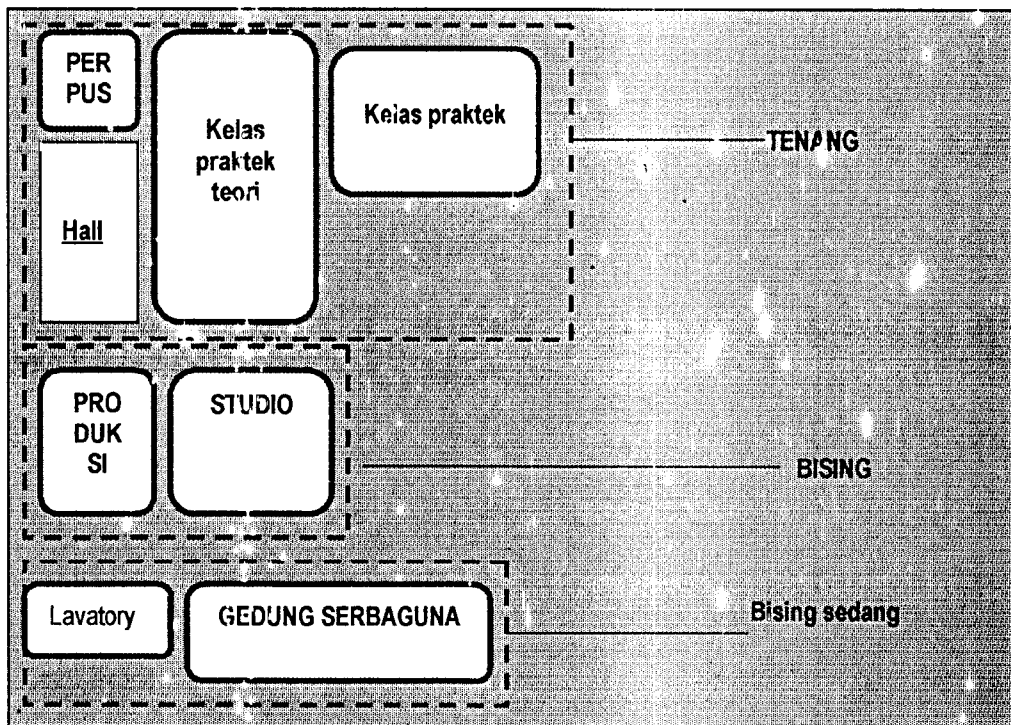 PER
PUS
Kelas
praktek
teori
Kelas praktek
TENANG
Hall
PRO
DUK
SI
STUDIO
BISING
Lavatory
GEDUNG SERBAGUNA
Bising sedang